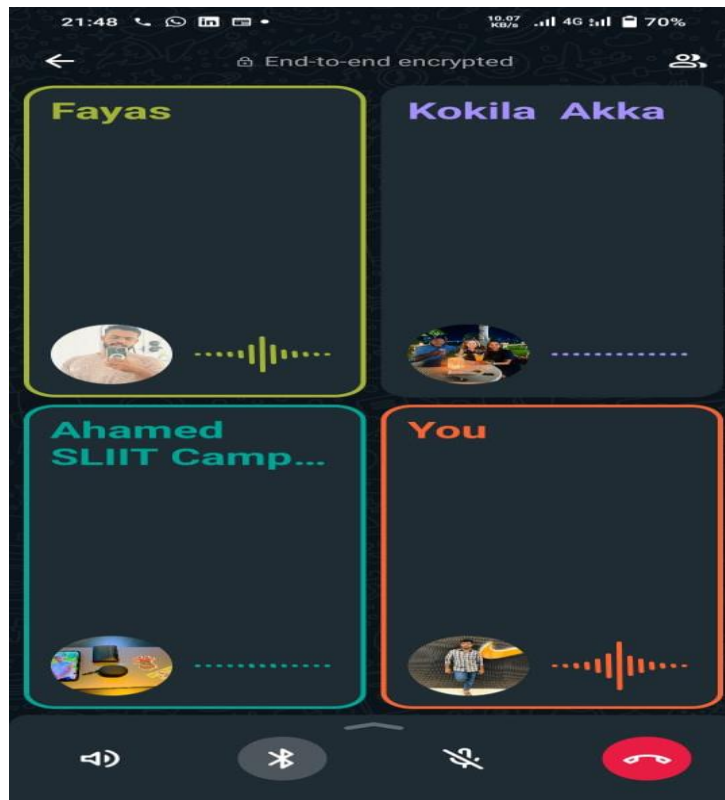 21:48 10.07 KB/s 4G 70%
End-to-end encrypted
Fayas
Kokila Akka
Ahamed
SLIIT Camp...
You